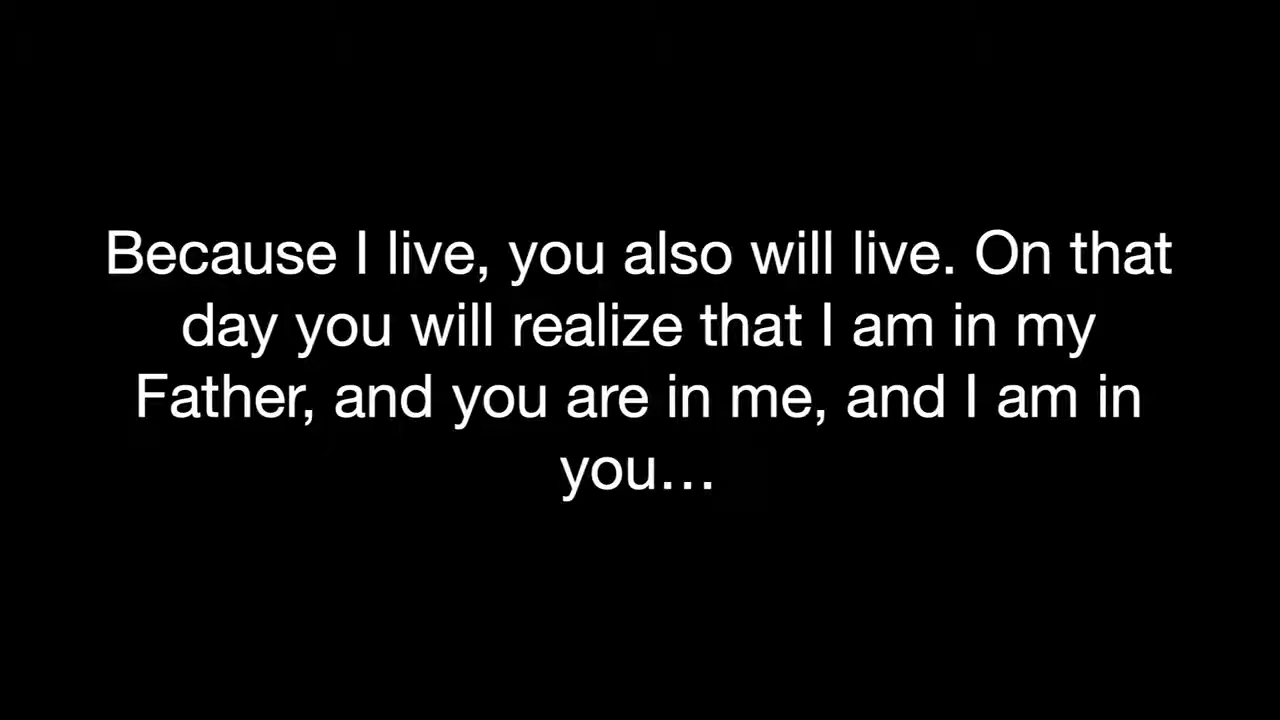 Because I live, you also will live. On that
day you will realize that I am in my
Father, and you are in me, and I am in
you…